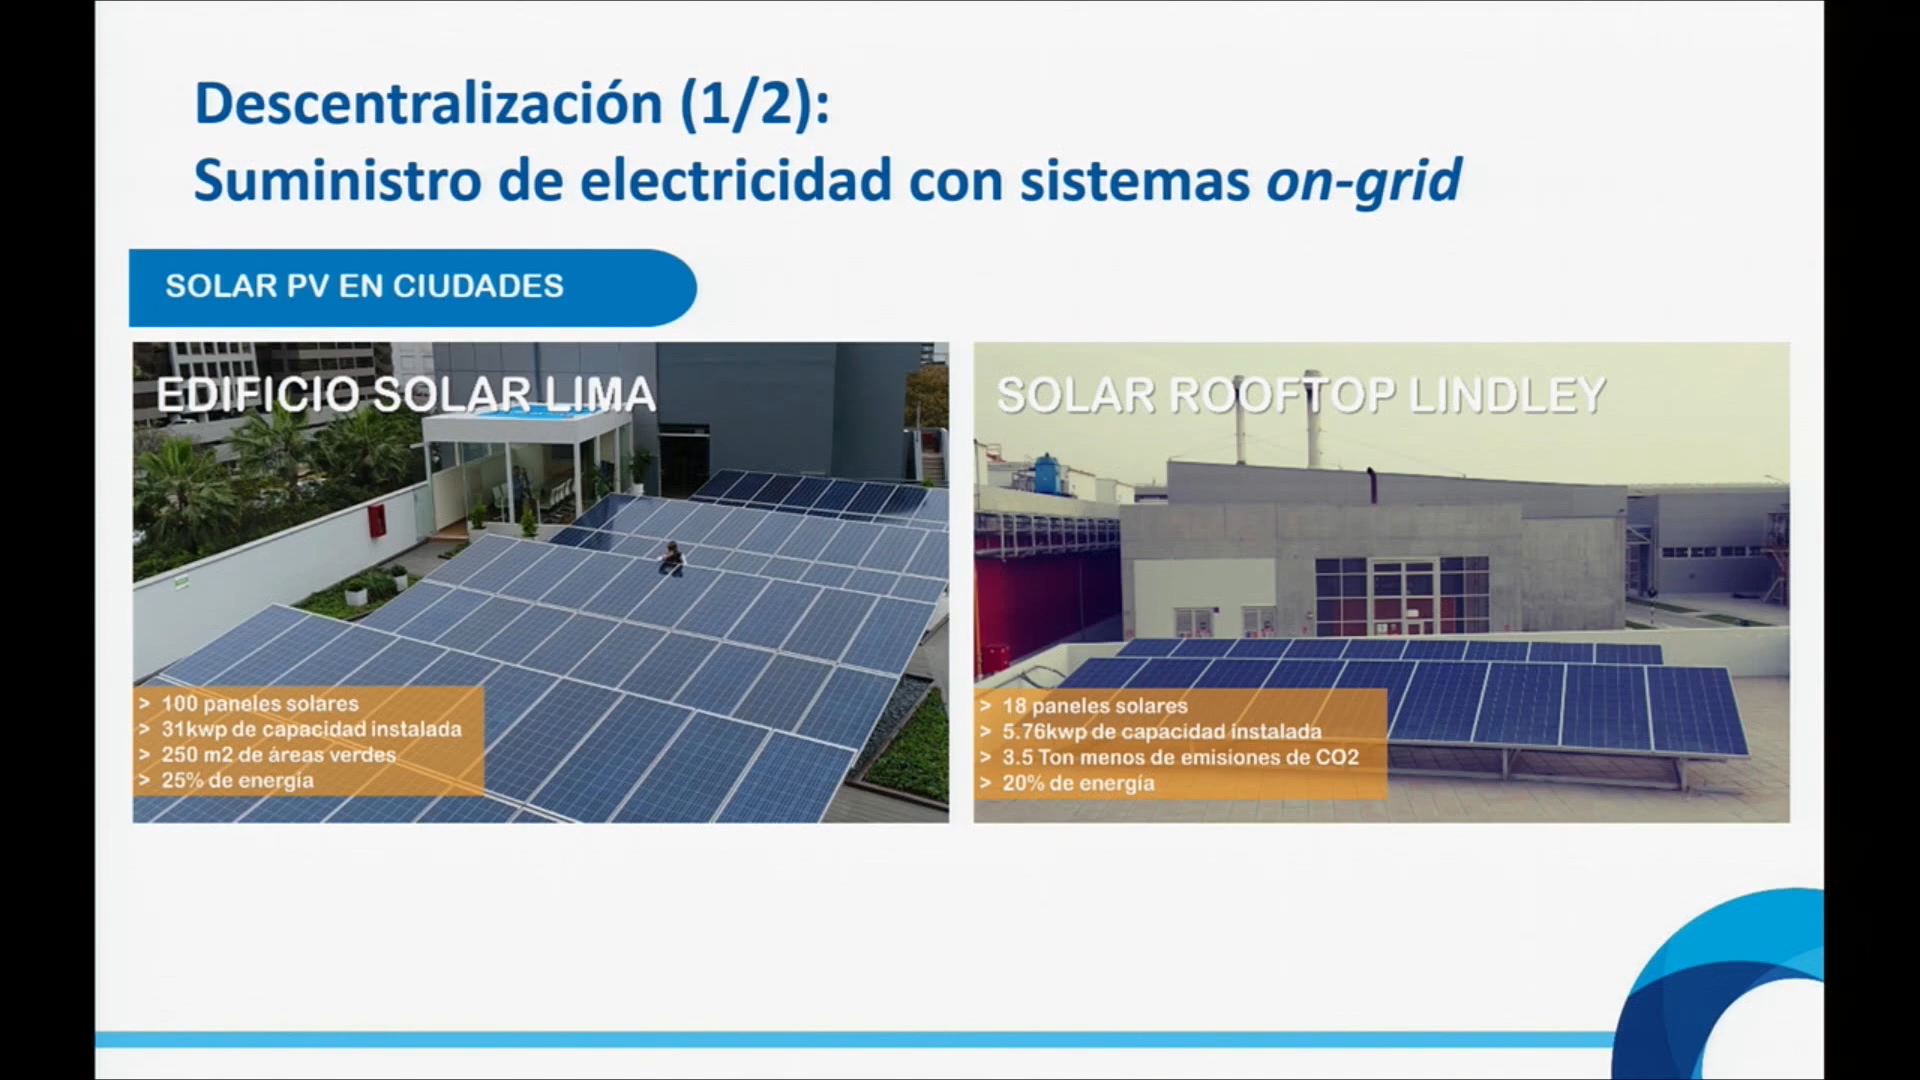 Descentralización (1/2):
Suministro de electricidad con sistemas on-grid
SOLAR PV EN CIUDADES
EDIFICIO SOLAR LIMA
> 100 paneles solares
> 31kwp de capacidad instalada
> 250 m2 de áreas verdes
> 25% de energía
SOLAR ROOFTOP LINDLEY
> 18 paneles solares
> 5.76kwp de capacidad instalada
> 3.5 Ton menos de emisiones de CO2
> 20% de energía